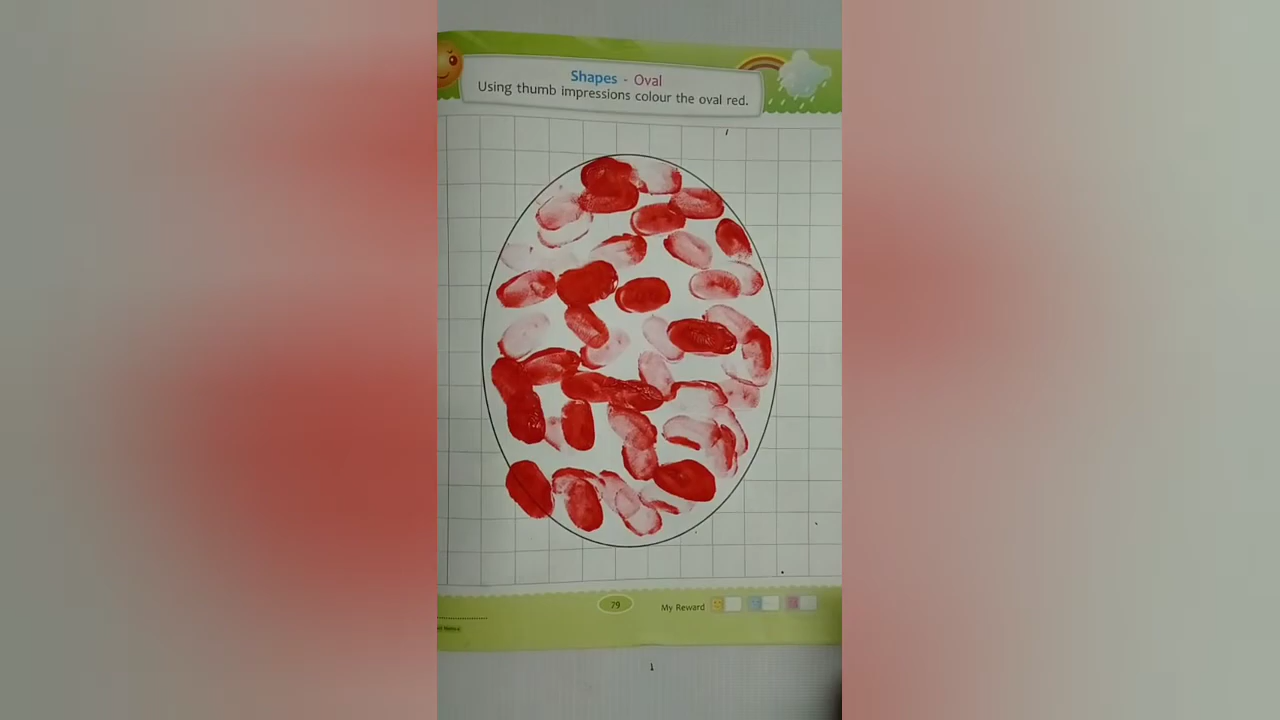 Shapes - Oval
Using thumb impressions colour the oval red.
79
My Reward